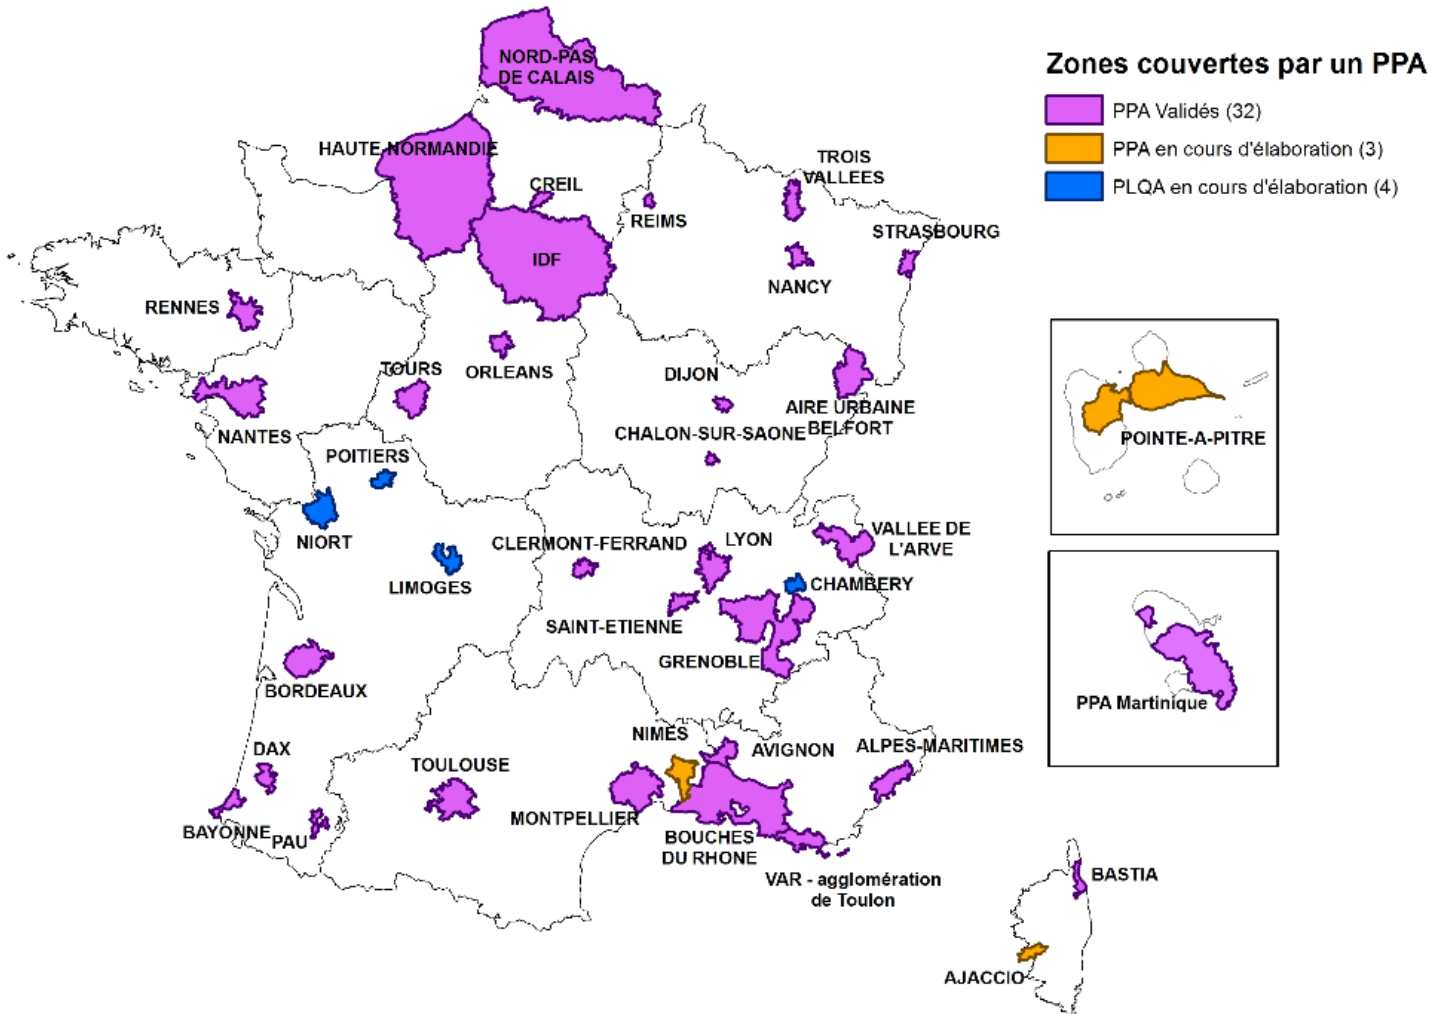 Zones couvertes par un PPA
PPA Validés (32)
PPA en cours d'élaboration (3)
PLQA en cours d'élaboration (4)
NORD-PAS
DE CALAIS
HAUTE-NORMANDIE
CREIL
REIMS
TROIS
VALLEES
STRASBOURG
IDF
NANCY
RENNES
TOURS
ORLEANS
DIJON
AIRE URBAINE
BELFORT
NANTES
CHALON-SUR-SAONE
POITIERS
NIORT
LIMOGES
CLERMONT-FERRAND
LYON
VALLEE DE
L'ARVE
CHAMBERY
SAINT-ETIENNE
GRENOBLE
BORDEAUX
DAX
BAYONNE
PAU
TOULOUSE
MONTPELLIER
NIMES
AVIGNON
ALPES-MARITIMES
BOUCHES
DU RHONE
VAR - agglomération
de Toulon
POINTE-A-PITRE
PPA Martinique
BASTIA
AJACCIO